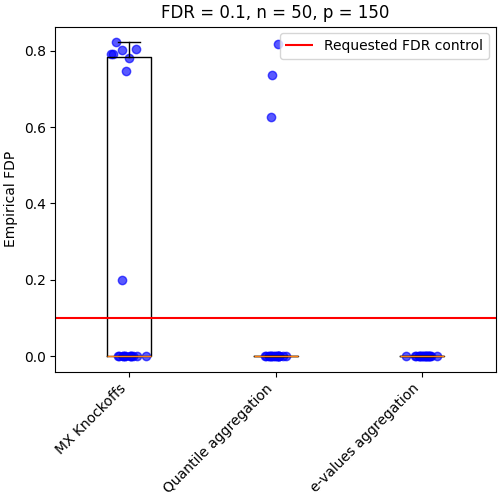 FDR = 0.1, n = 50, p = 150
Requested FDR control
Empirical FDP
0.8
0.6
0.4
0.2
0.0
MX Knockoffs
Quantile aggregation
e-values aggregation